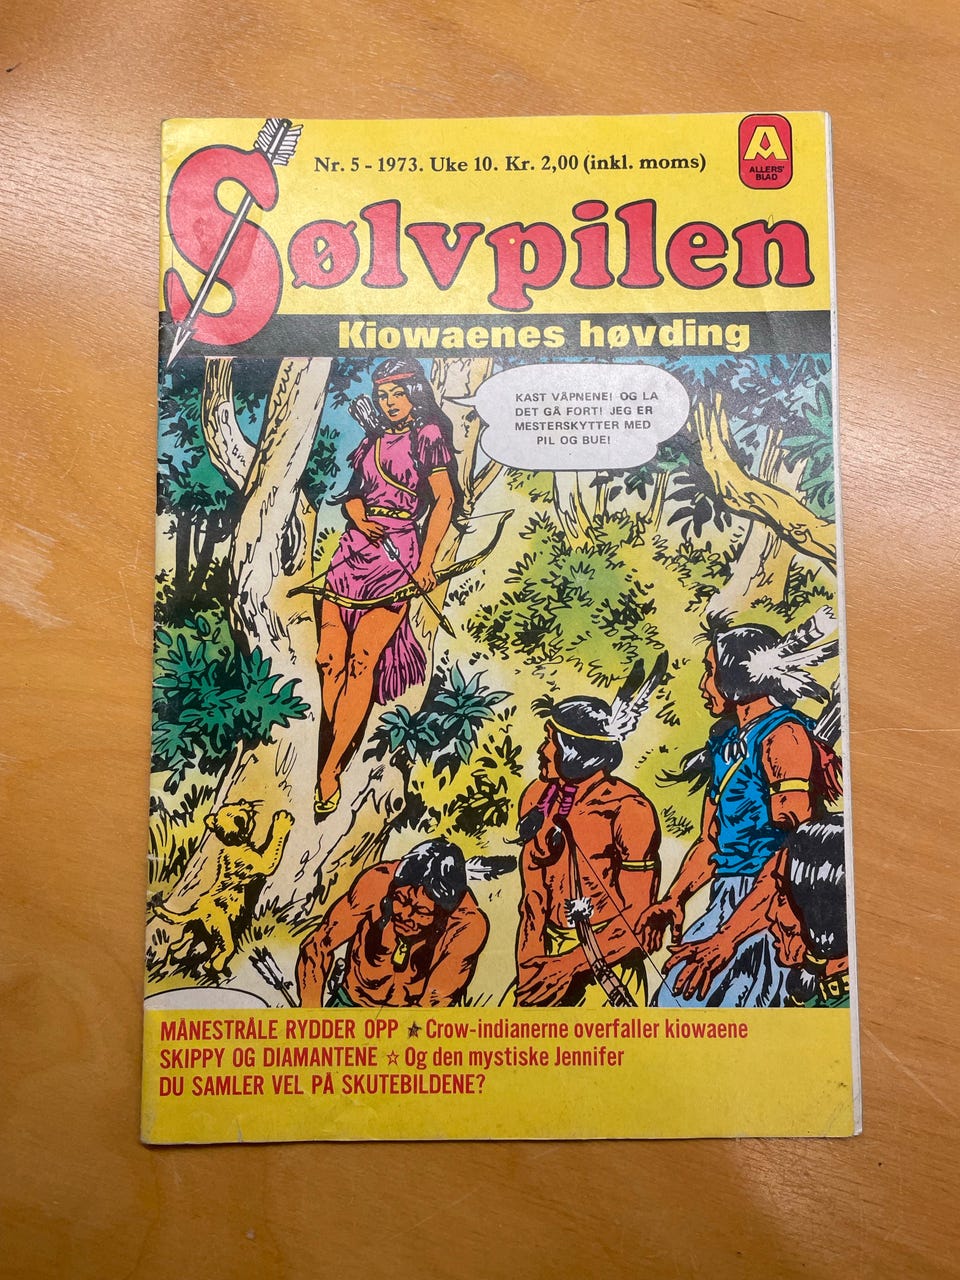 Nr. 5 - 1973. Uke 10. Kr. 2,00 (inkl. moms)
A
ALLERS'
BLAD
Sølvpilen
Kiowaenes høvding
KAST VÅPNENE! OG LA
DET GÅ FORT! JEG ER
MESTERSKYTTER MED
PIL OG BUE!
MÅNESTRÅLE RYDDER OPP ★ Crow-indianerne overfaller kiowaene
SKIPPY OG DIAMANTENE ☆ Og den mystiske Jennifer
DU SAMLER VEL PÅ SKUTEBILDENE?